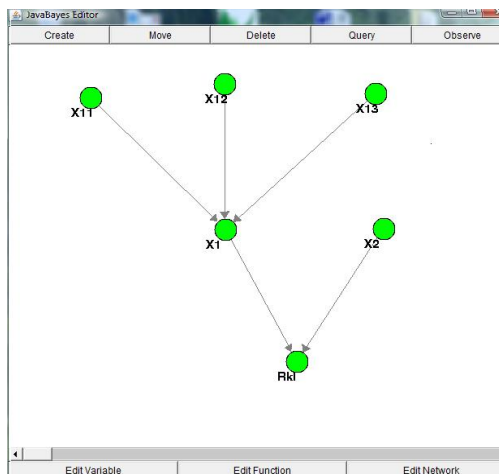 JavaBayes Editor
Create Move Delete Query Observe
X11 X12 X13
X1 X2
Rkl
Edit Variable Edit Function Edit Network